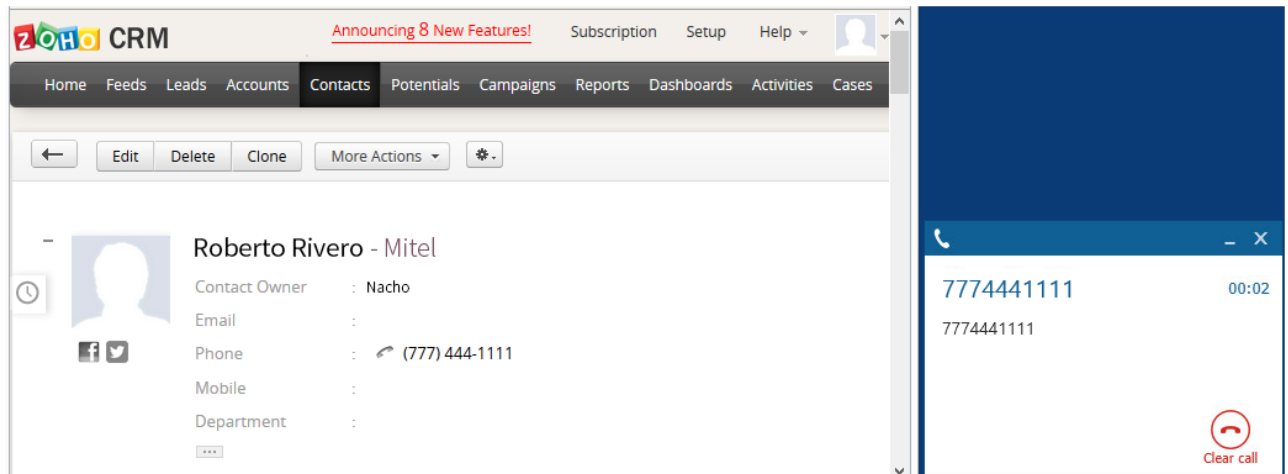 ZOHO CRM
Announcing 8 New Features! Subscription Setup Help
Home Feeds Leads Accounts Contacts Potentials Campaigns Reports Dashboards Activities Cases
Edit Delete Clone More Actions
Roberto Rivero - Mitel
Contact Owner : Nacho
Email :
Phone : (777) 444-1111
Mobile :
Department :
7774441111 00:02
7774441111
Clear call